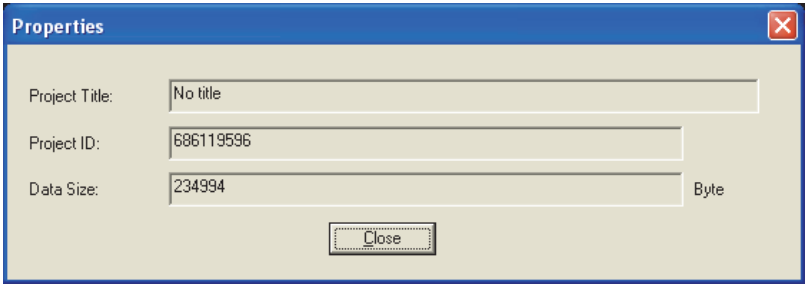 Properties
Project Title: No title
Project ID: 686119596
Data Size: 234994 Byte
Close